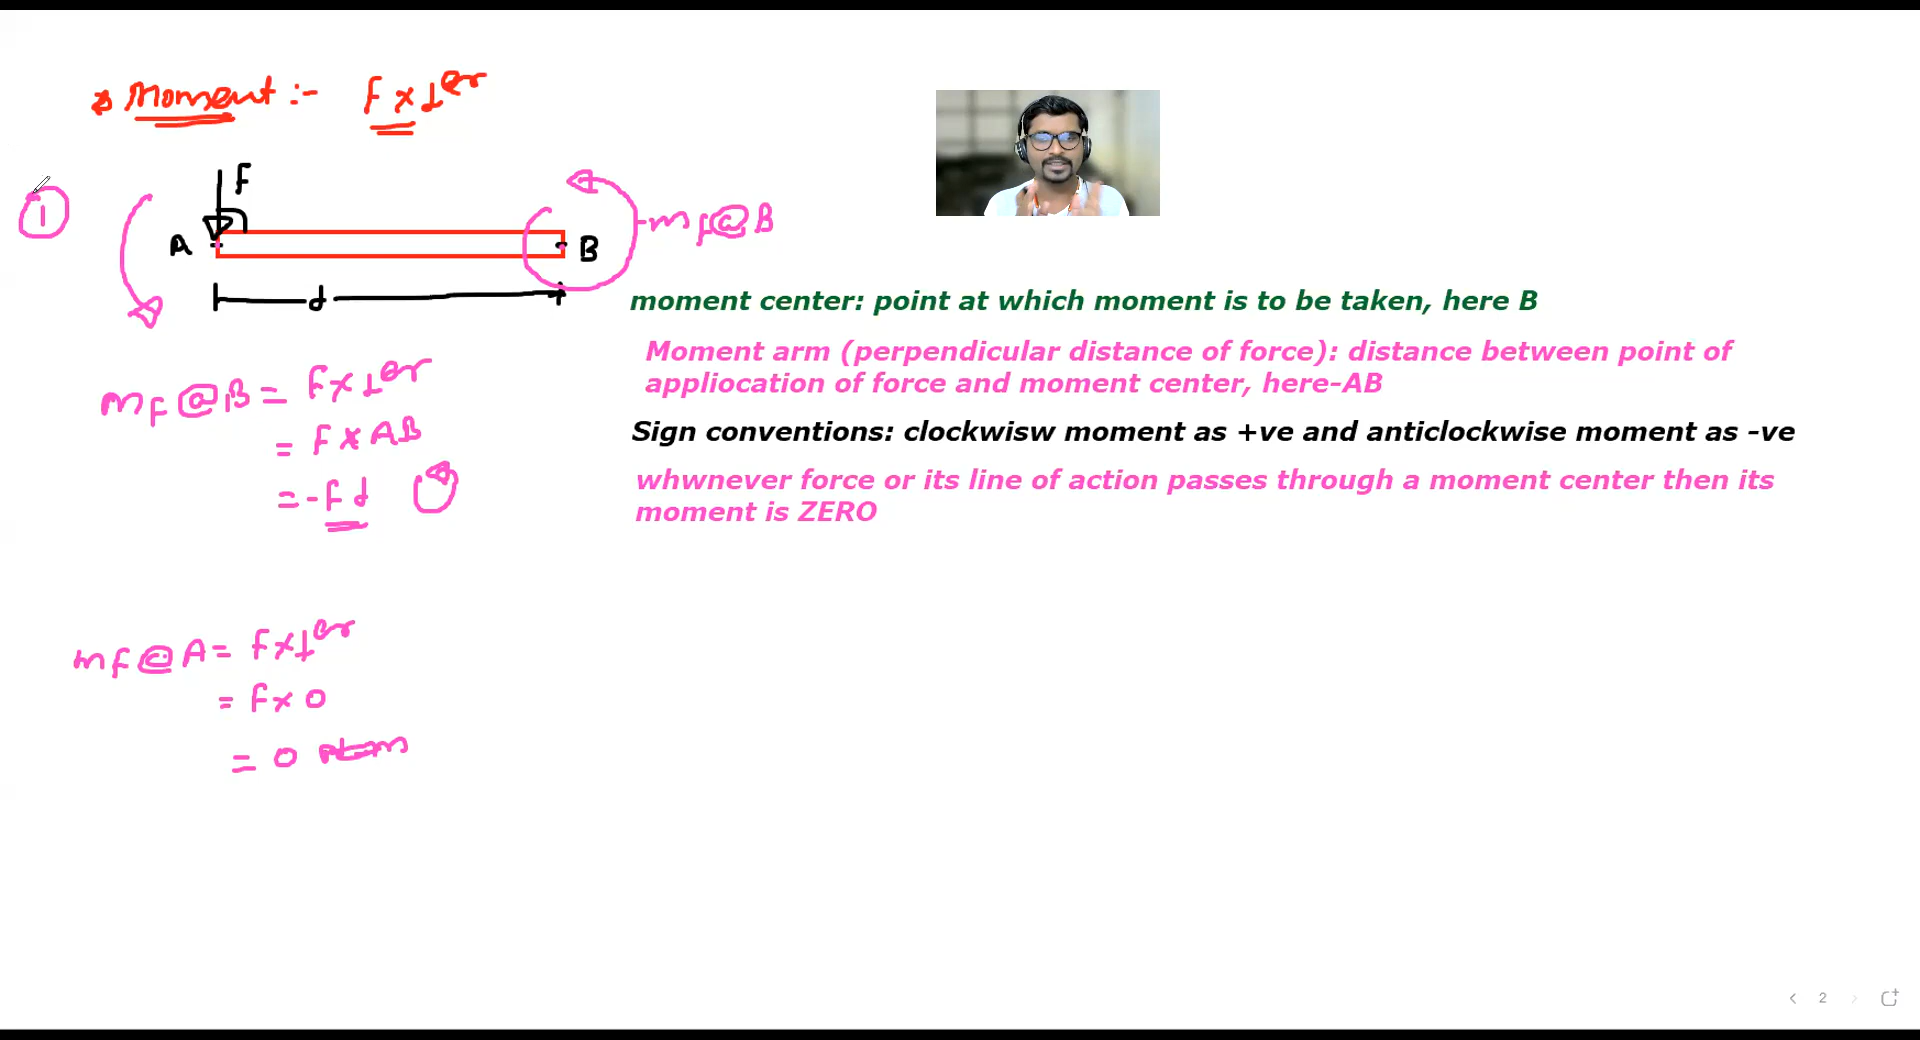 * Moment :- F x ⊥er
F
1
A
B
mF@B
d
moment center: point at which moment is to be taken, here B
Moment arm (perpendicular distance of force): distance between point of
appliocation of force and moment center, here-AB
mF@B = F x ⊥er
= F x AB
= - F d
Sign conventions: clockwisw moment as +ve and anticlockwise moment as -ve
whwnever force or its line of action passes through a moment center then its
moment is ZERO
mF@A = F x ⊥er
= F x 0
= 0
2